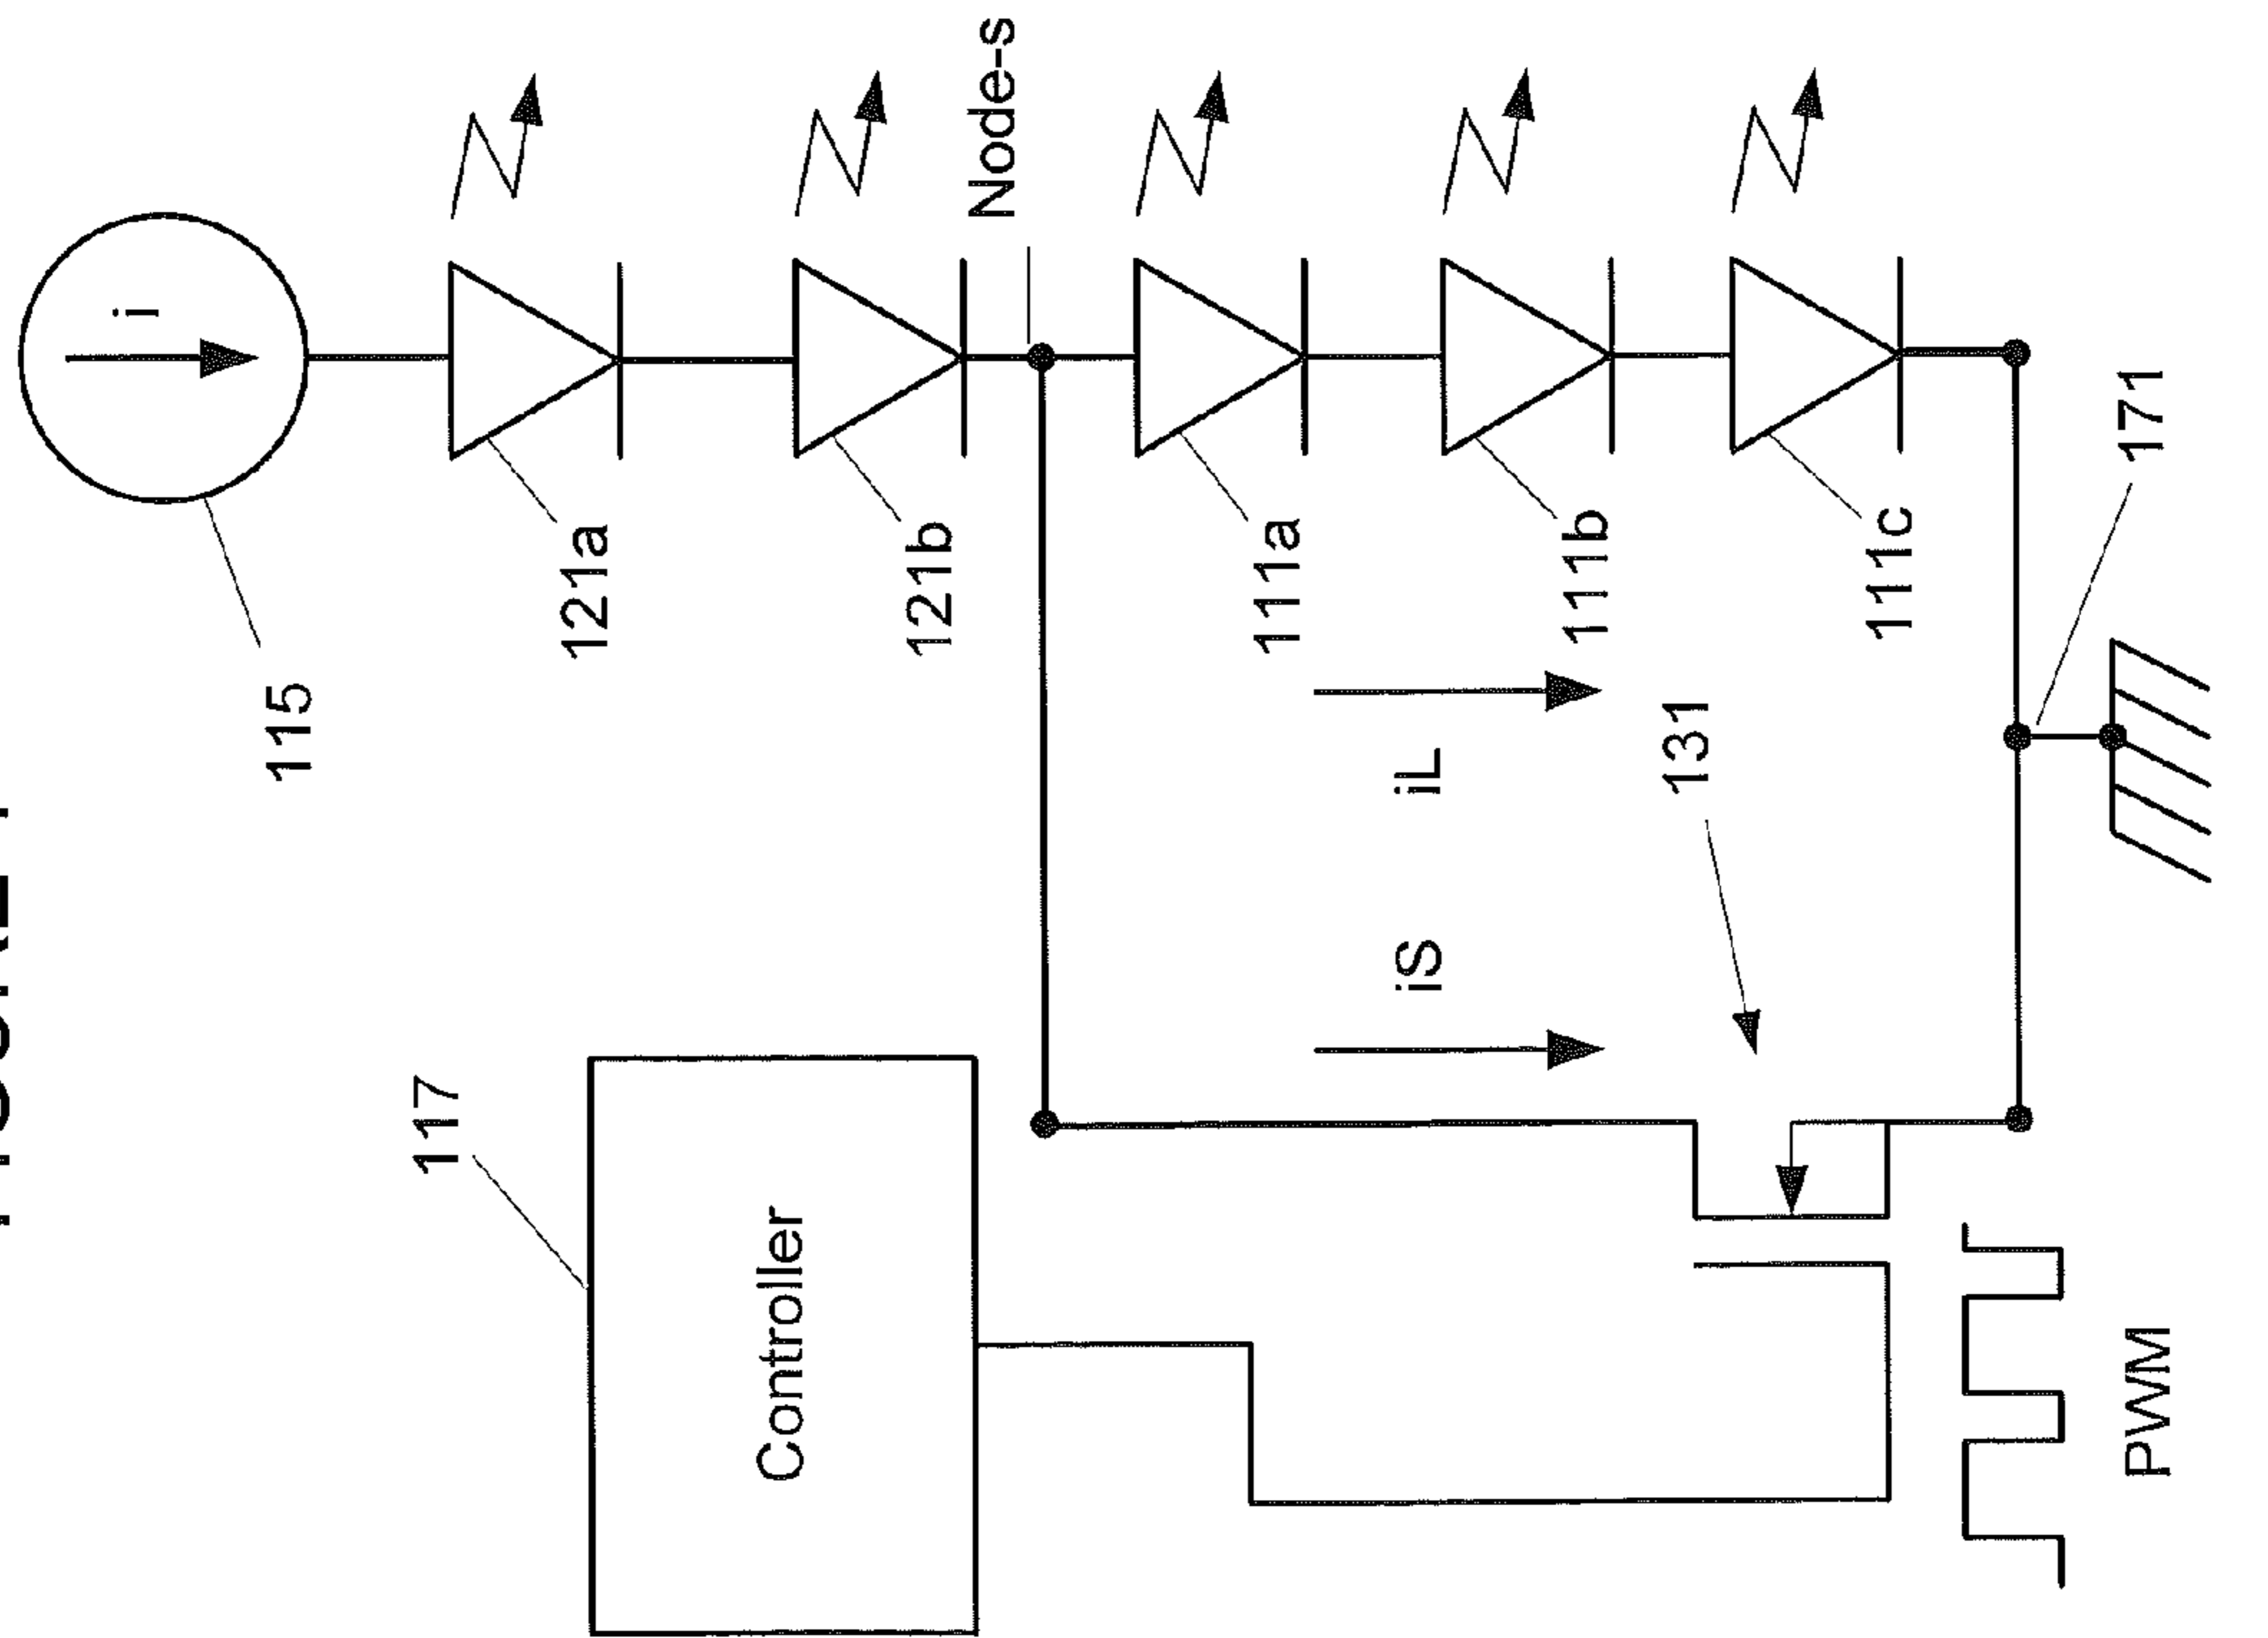 i
115
121a
121b
Node-s
117
Controller
111a
111b
111c
iS
iL
131
171
PWM